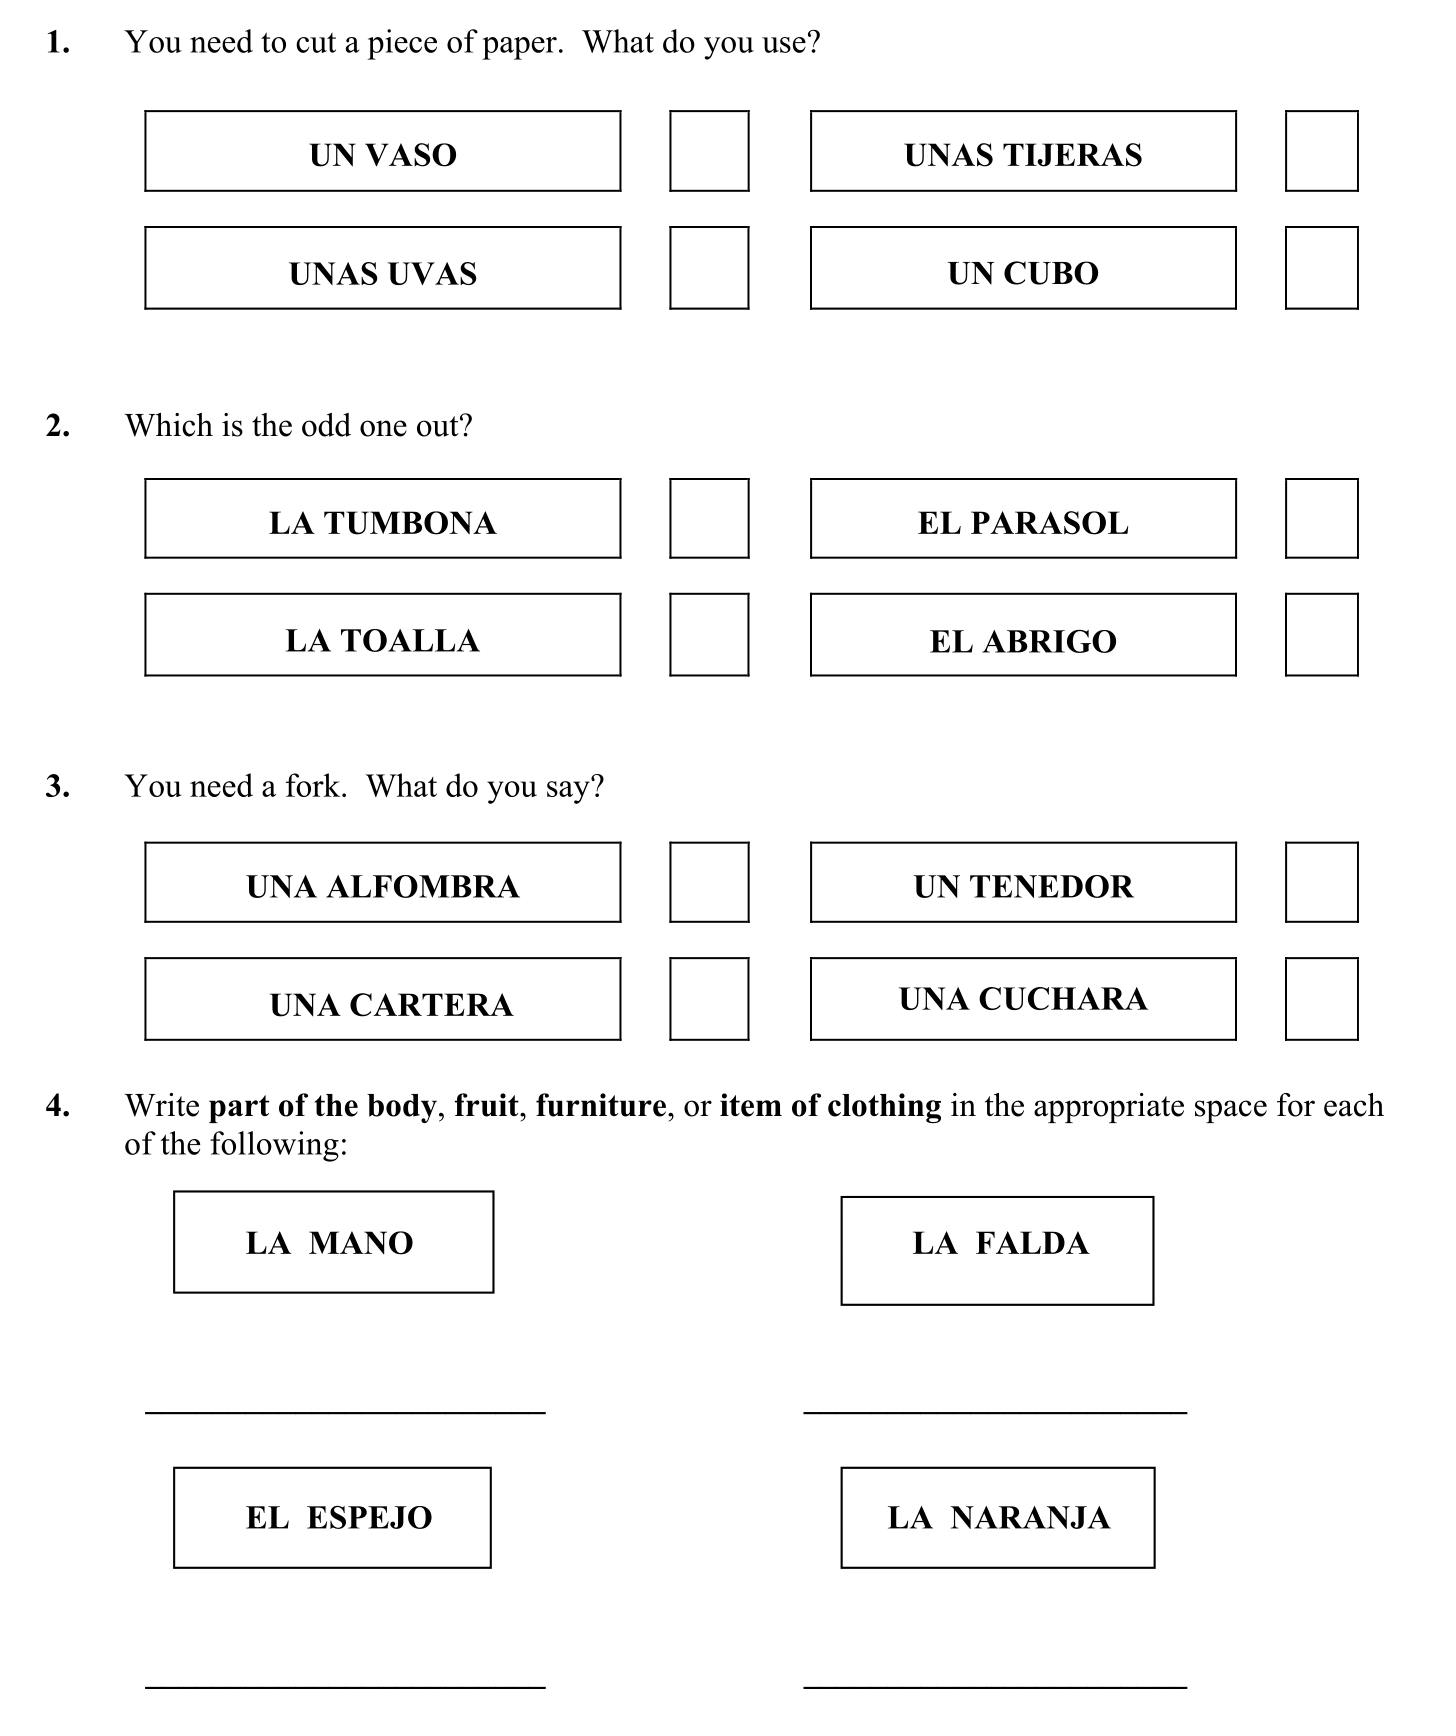 1. You need to cut a piece of paper. What do you use?
UN VASO UNAS TIJERAS
UNAS UVAS UN CUBO
2. Which is the odd one out?
LA TUMBONA EL PARASOL
LA TOALLA EL ABRIGO
3. You need a fork. What do you say?
UNA ALFOMBRA UN TENEDOR
UNA CARTERA UNA CUCHARA
4. Write part of the body, fruit, furniture, or item of clothing in the appropriate space for each
of the following:
LA MANO LA FALDA
EL ESPEJO LA NARANJA